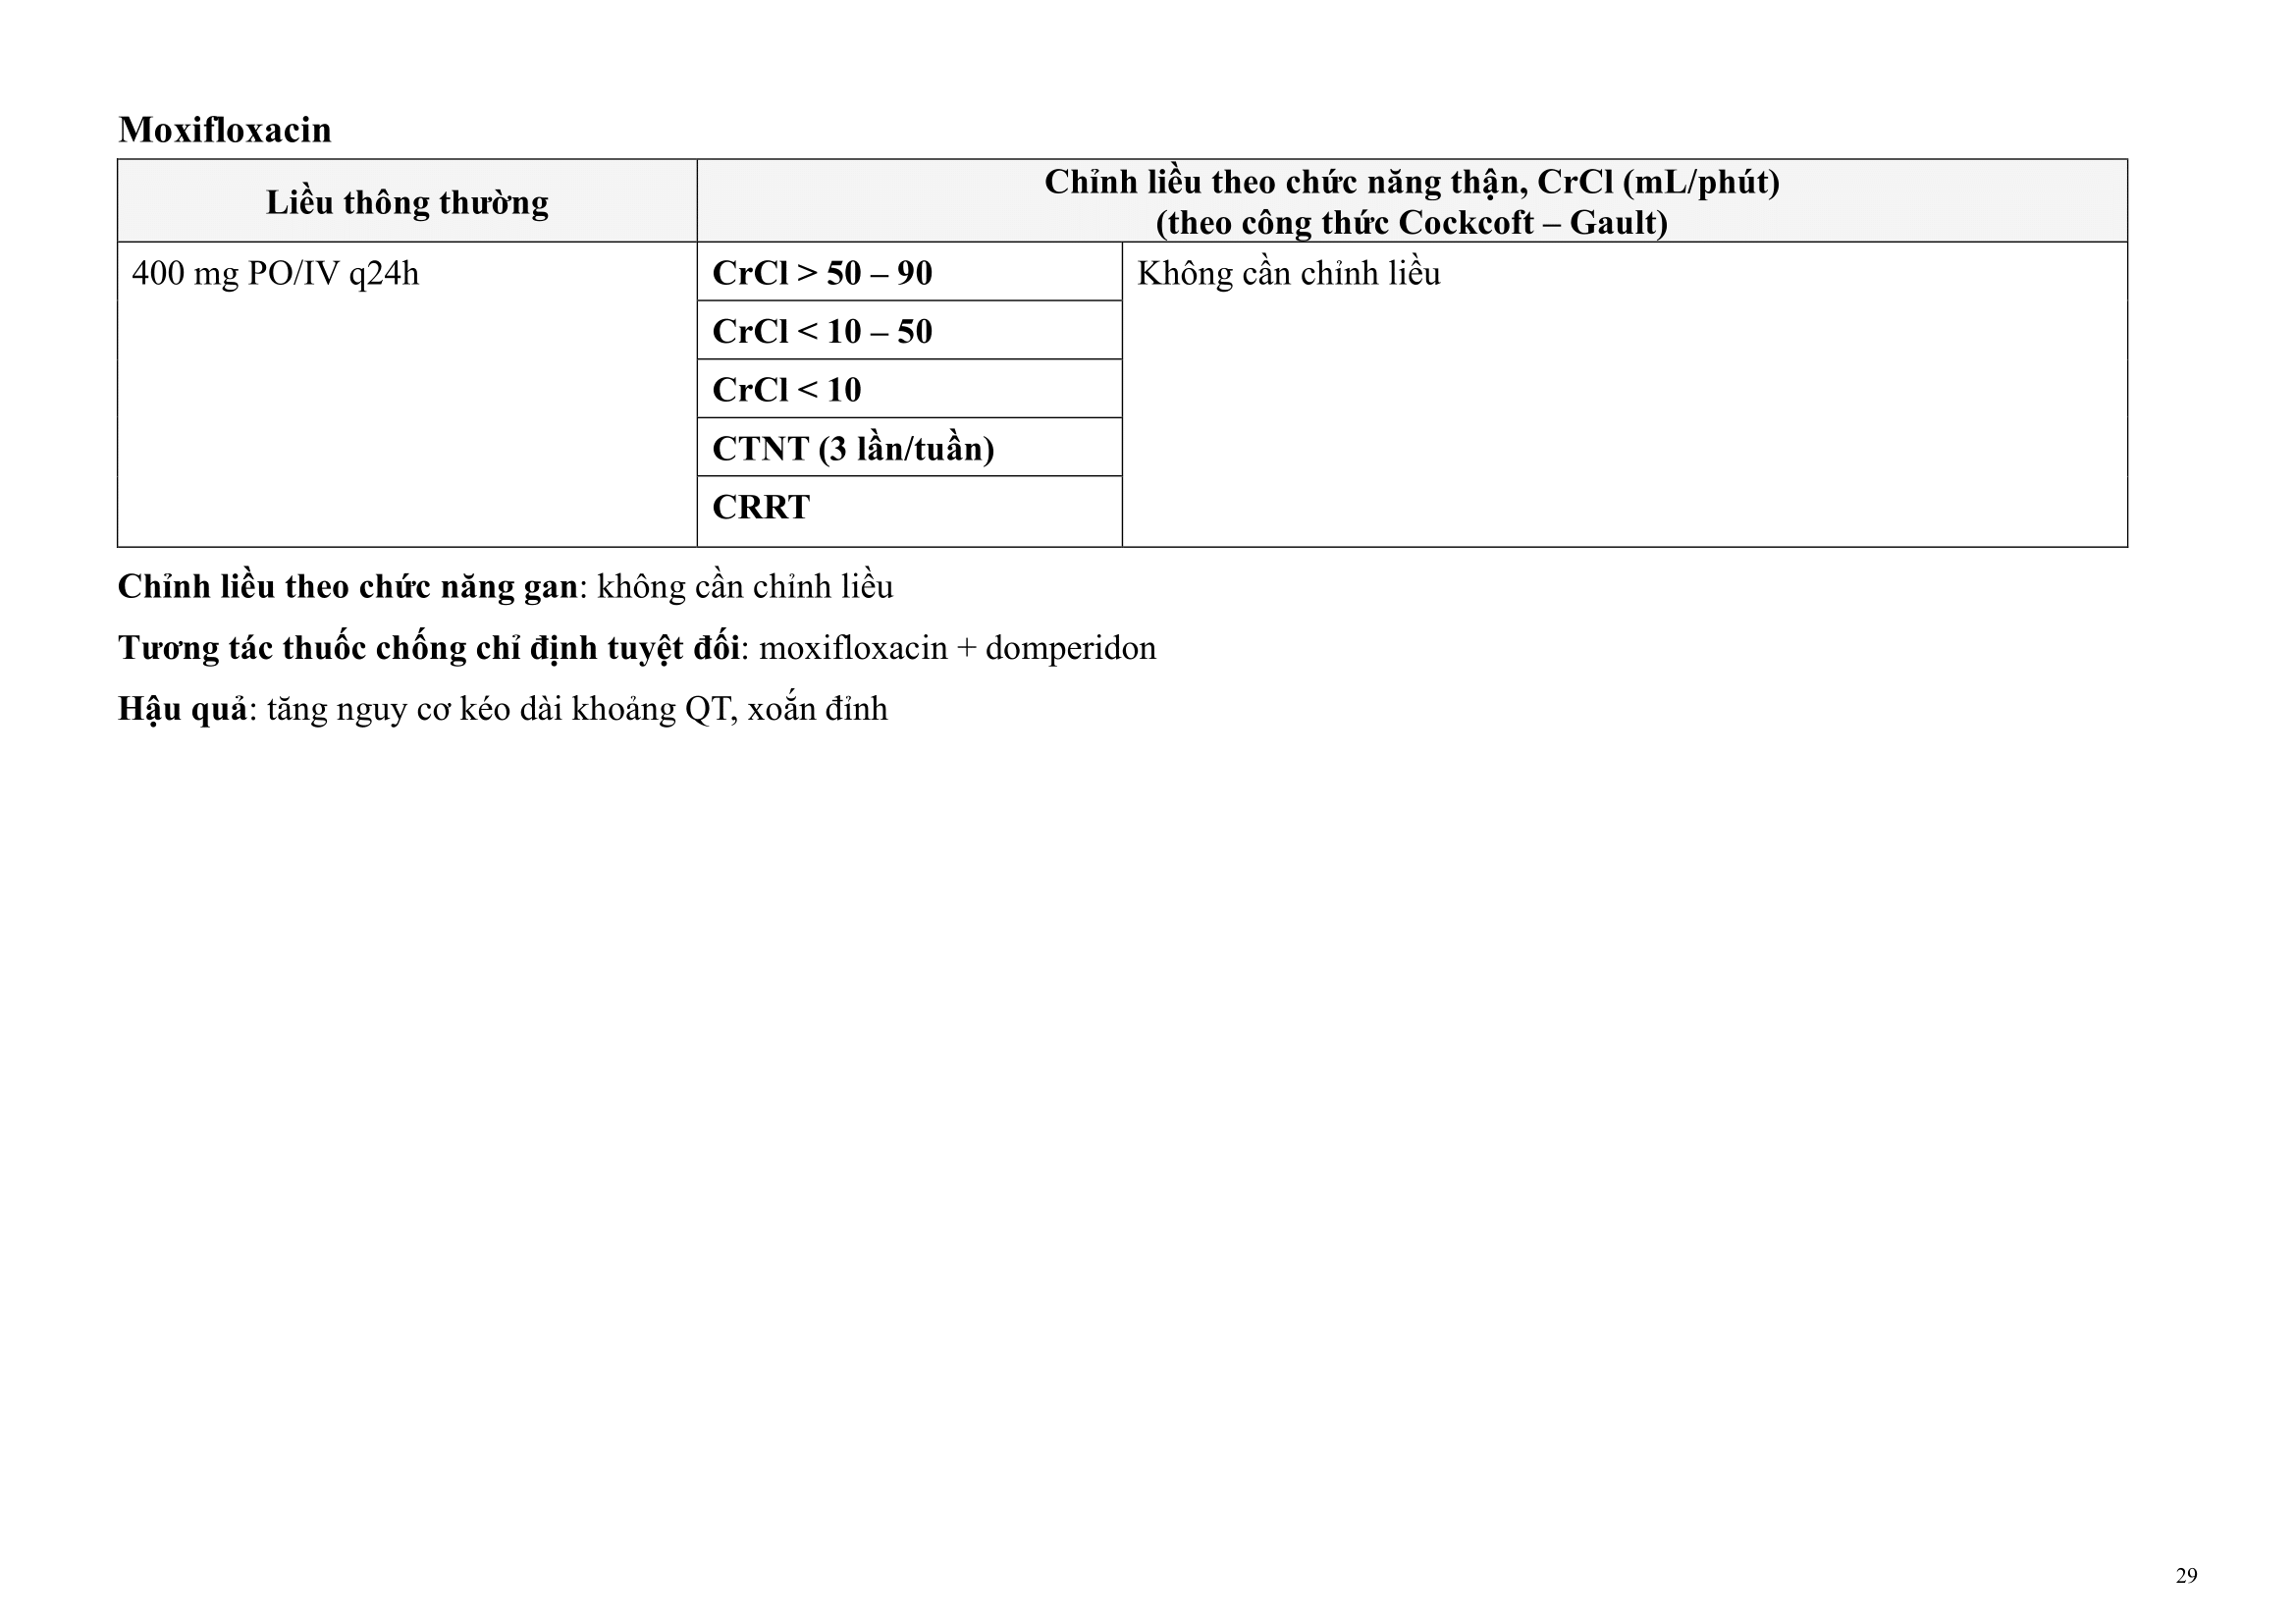 Moxifloxacin
Liều thông thường
Chỉnh liều theo chức năng thận, CrCl (mL/phút)
(theo công thức Cockcoft – Gault)
400 mg PO/IV q24h
CrCl > 50 – 90
Không cần chỉnh liều
CrCl < 10 – 50
CrCl < 10
CTNT (3 lần/tuần)
CRRT
Chỉnh liều theo chức năng gan: không cần chỉnh liều
Tương tác thuốc chống chỉ định tuyệt đối: moxifloxacin + domperidon
Hậu quả: tăng nguy cơ kéo dài khoảng QT, xoắn đỉnh
29